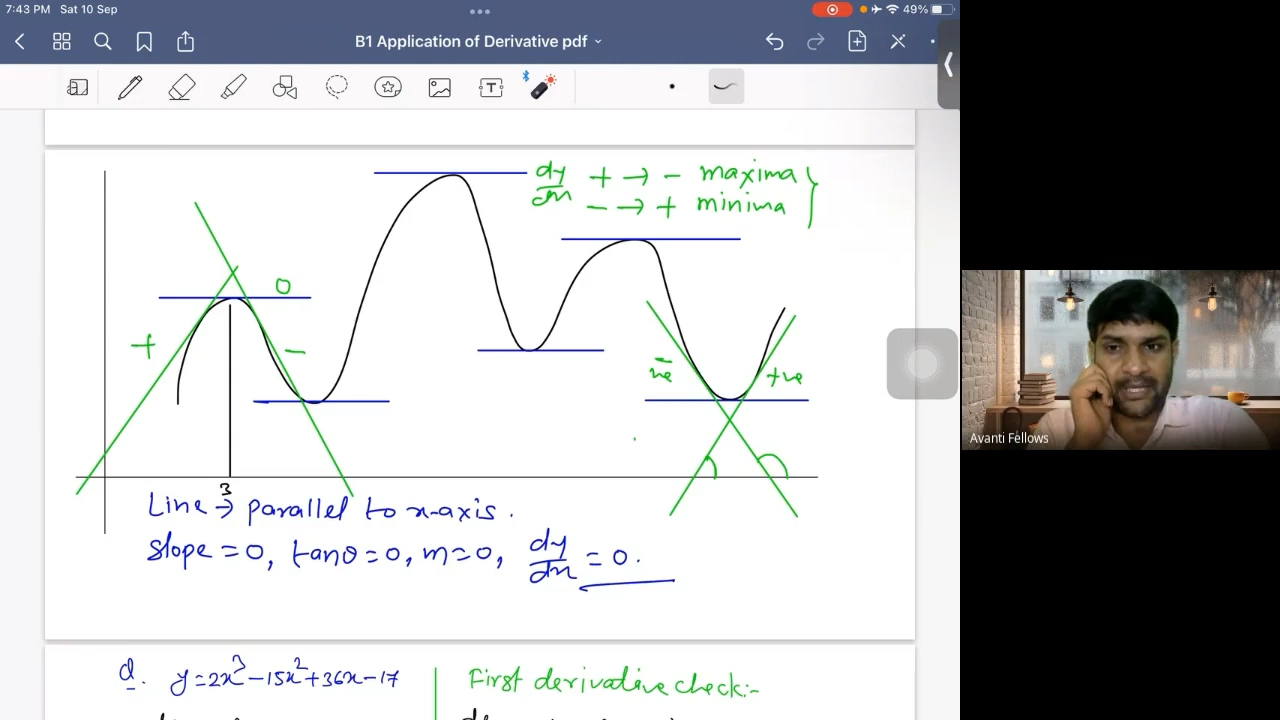 7:43 PM Sat 10 Sep
49%
B1 Application of Derivative pdf
T
dy/dx + → - maxima
- → + minima
0
+
-
-ve
+ve
3
Avanti Fellows
Line → parallel to x-axis.
Slope = 0, tanθ = 0, m = 0, dy/dx = 0.
Q. y = 2x³ - 15x² + 36x - 17
First derivative check:-